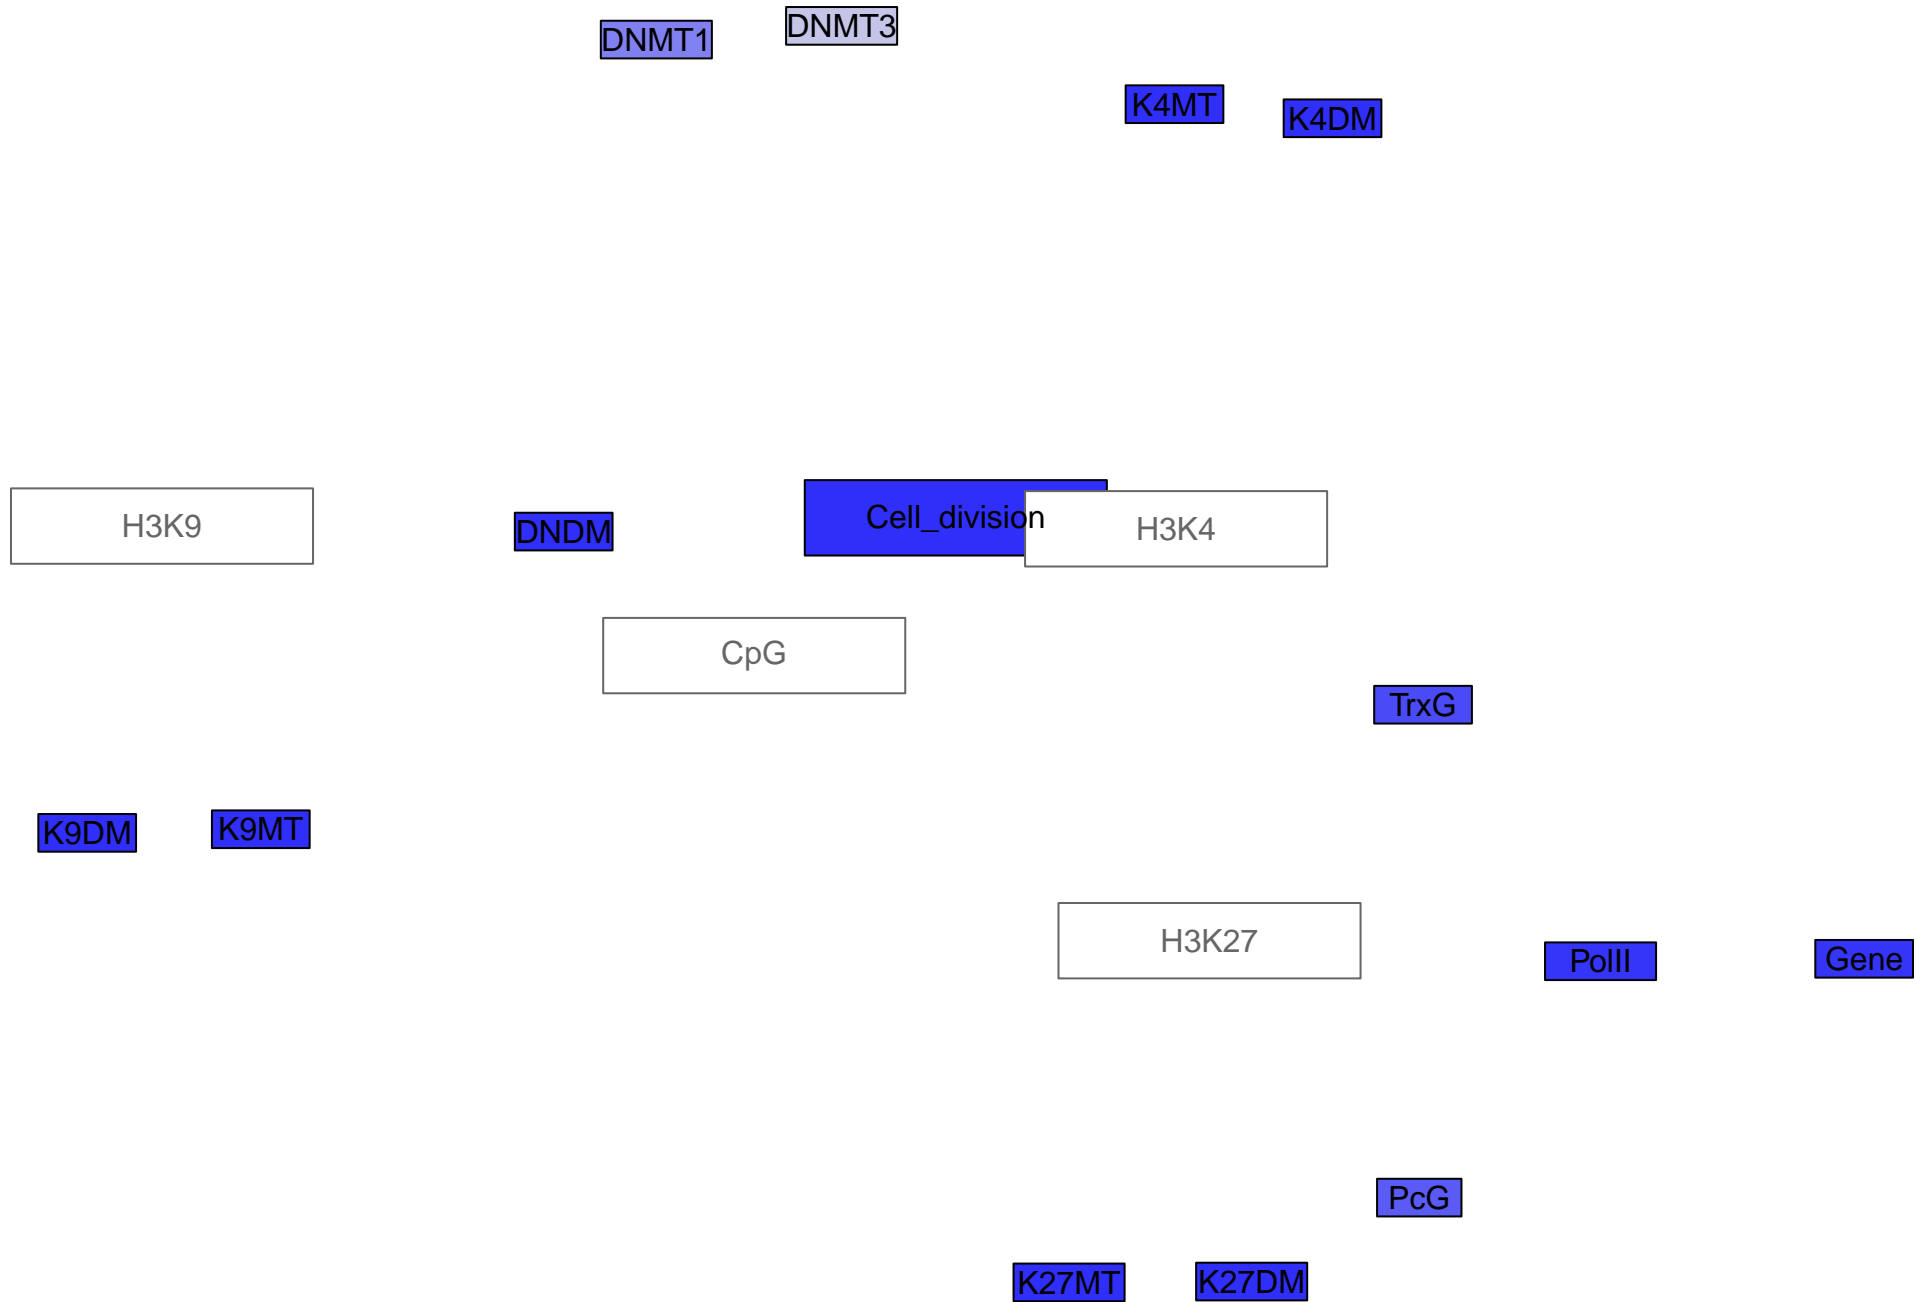 DNMT1
DNMT3
K4MT
K4DM
H3K9
DNDM
Cell_division
H3K4
CpG
TrxG
K9DM
K9MT
H3K27
PolII
Gene
PcG
K27MT
K27DM